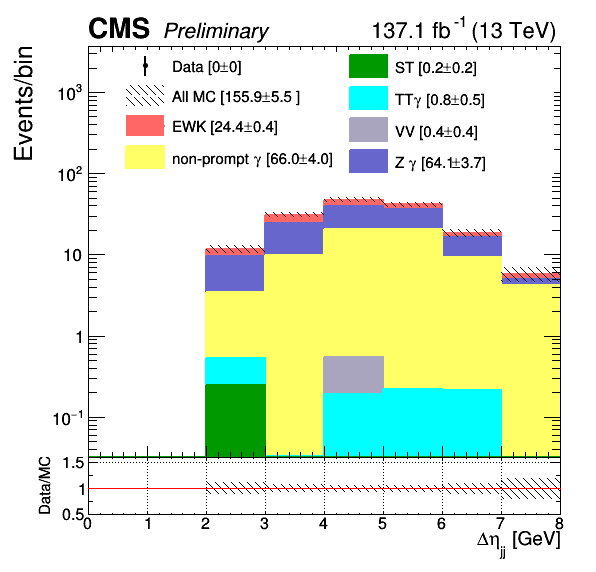 CMS Preliminary 137.1 fb⁻¹ (13 TeV)
Events/bin
Data [0±0]
All MC [155.9±5.5 ]
EWK [24.4±0.4]
non-prompt γ [66.0±4.0]
ST [0.2±0.2]
TTγ [0.8±0.5]
VV [0.4±0.4]
Z γ [64.1±3.7]
10³
10²
10
1
10⁻¹
Data/MC
1.5
1
0.5
0 1 2 3 4 5 6 7 8
Δη_jj [GeV]